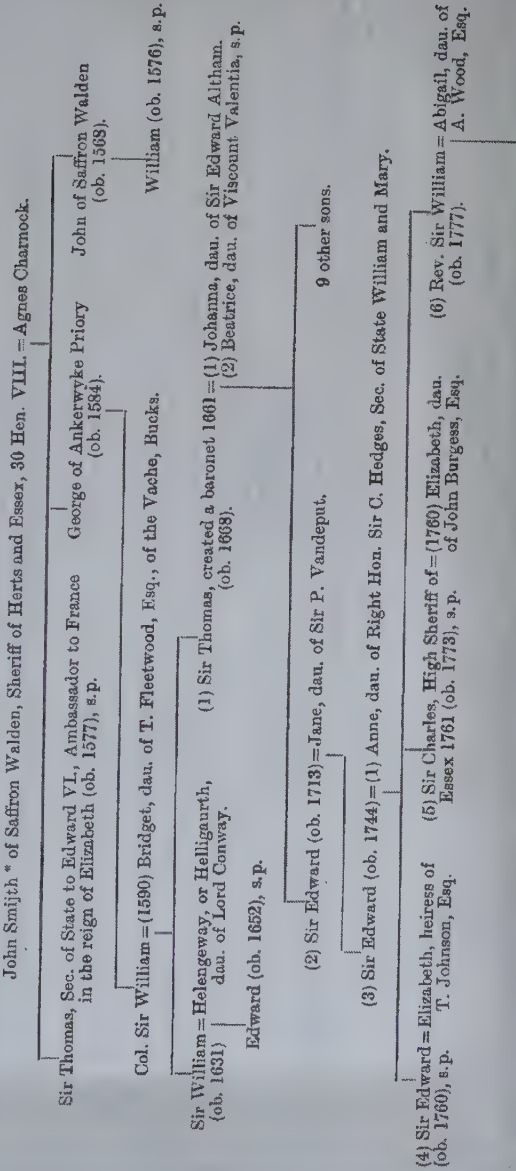 John Smijth * of Saffron Walden, Sheriff of Herts and Essex, 30 Hen. VIII. = Agnes Charnock.
Sir Thomas, Sec. of State to Edward VI., Ambassador to France
in the reign of Elizabeth (ob. 1577), s.p.
George of Ankerwyke Priory
(ob. 1584).
John of Saffron Walden
(ob. 1568).
William (ob. 1576), s.p.
Col. Sir William = (1590) Bridget, dau. of T. Fleetwood, Esq., of the Vache, Bucks.
Sir William = Helengeway, or Helligaurth,
(ob. 1631) dau. of Lord Conway.
Edward (ob. 1652), s.p.
(1) Sir Thomas, created a baronet 1661 = (1) Johanna, dau. of Sir Edward Altham.
(ob. 1668). (2) Beatrice, dau. of Viscount Valentia, s.p.
(2) Sir Edward (ob. 1713) = Jane, dau. of Sir P. Vandeput.
9 other sons.
(3) Sir Edward (ob. 1744) = (1) Anne, dau. of Right Hon. Sir C. Hedges, Sec. of State William and Mary.
(4) Sir Edward = Elizabeth, heiress of
(ob. 1760), s.p. T. Johnson, Esq.
(5) Sir Charles, High Sheriff of = (1760) Elizabeth, dau.
Essex 1761 (ob. 1773), s.p. of John Burgess, Esq.
(6) Rev. Sir William = Abigail, dau. of
(ob. 1777). A. Wood, Esq.